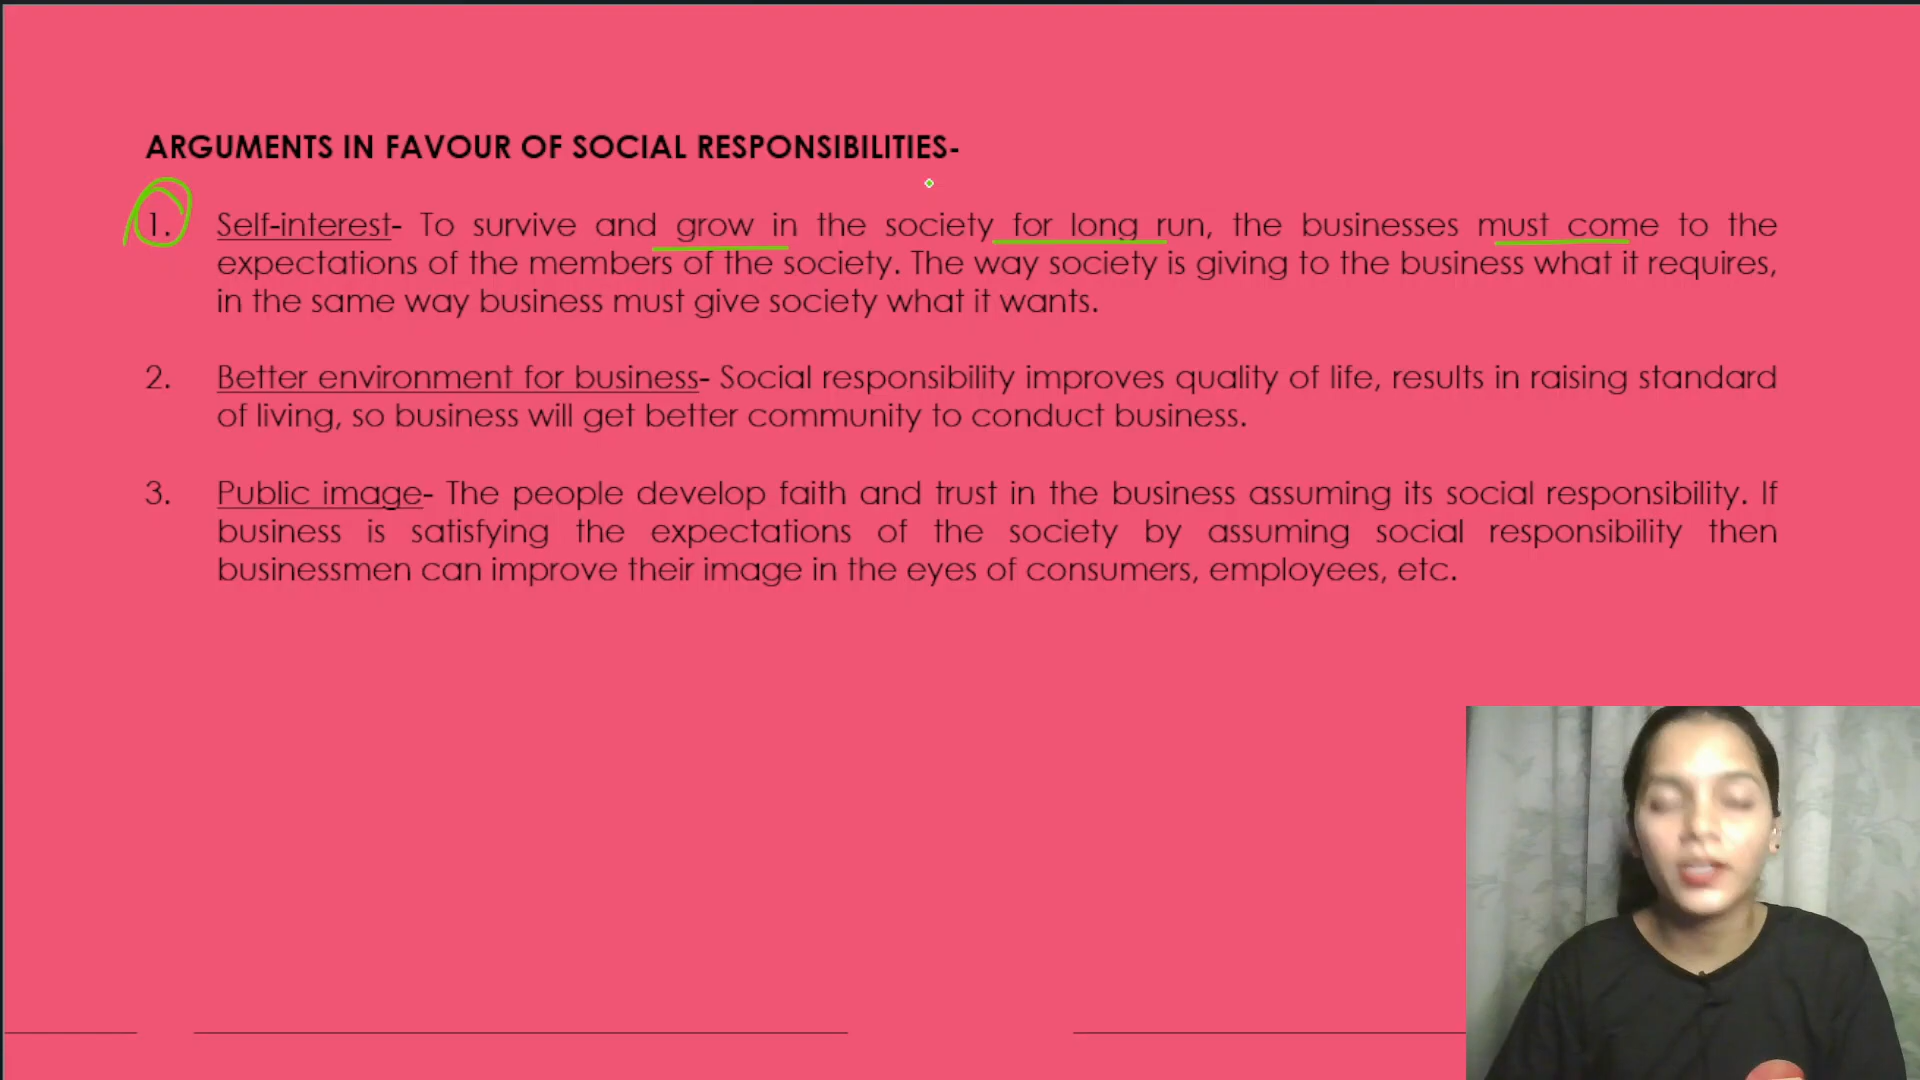 ARGUMENTS IN FAVOUR OF SOCIAL RESPONSIBILITIES-
1. Self-interest- To survive and grow in the society for long run, the businesses must come to the
expectations of the members of the society. The way society is giving to the business what it requires,
in the same way business must give society what it wants.
2. Better environment for business- Social responsibility improves quality of life, results in raising standard
of living, so business will get better community to conduct business.
3. Public image- The people develop faith and trust in the business assuming its social responsibility. If
business is satisfying the expectations of the society by assuming social responsibility then
businessmen can improve their image in the eyes of consumers, employees, etc.